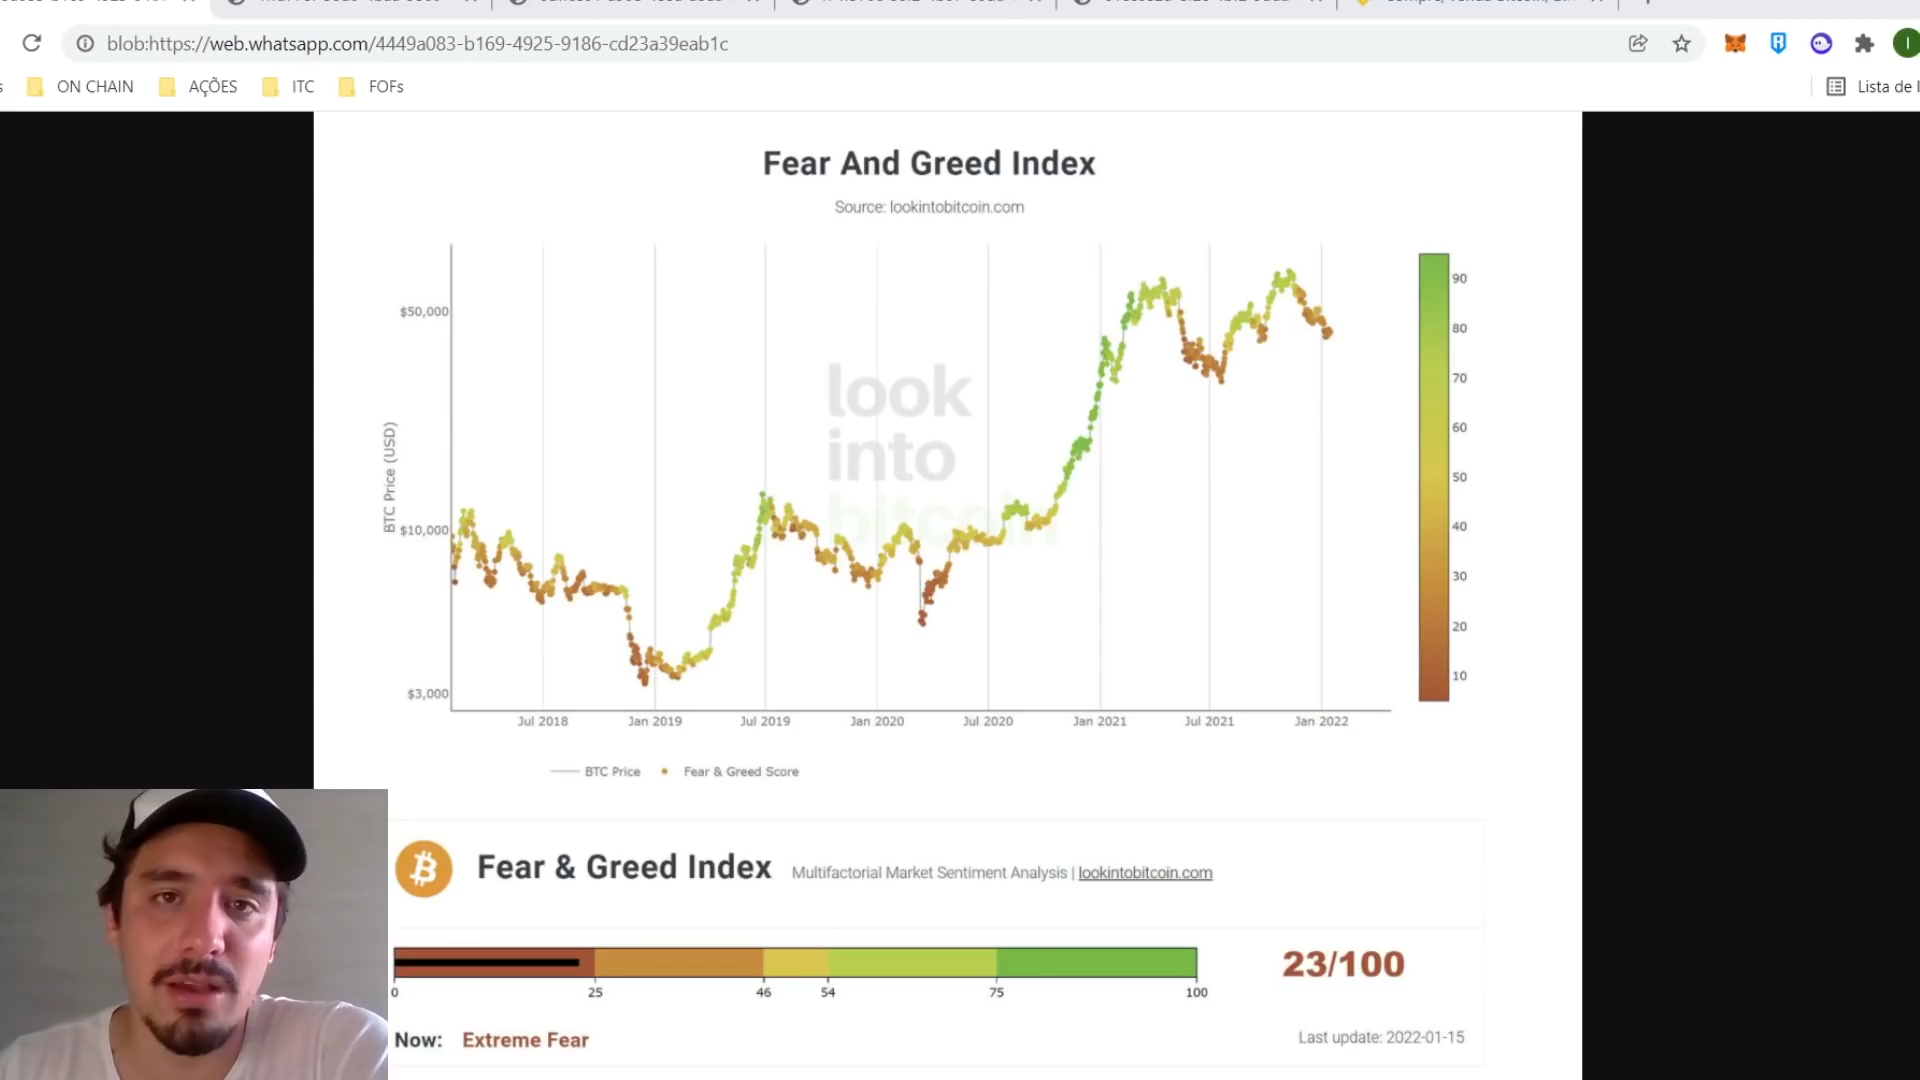 blob:https://web.whatsapp.com/4449a083-b169-4925-9186-cd23a39eab1c
ON CHAIN
AÇÕES
ITC
FOFs
Lista de l
Fear And Greed Index
Source: lookintobitcoin.com
look
into
bitcoin
BTC Price (USD)
$50,000
$10,000
$3,000
Jul 2018
Jan 2019
Jul 2019
Jan 2020
Jul 2020
Jan 2021
Jul 2021
Jan 2022
90
80
70
60
50
40
30
20
10
BTC Price
Fear & Greed Score
Fear & Greed Index
Multifactorial Market Sentiment Analysis | lookintobitcoin.com
23/100
0
25
46
54
75
100
Now: Extreme Fear
Last update: 2022-01-15